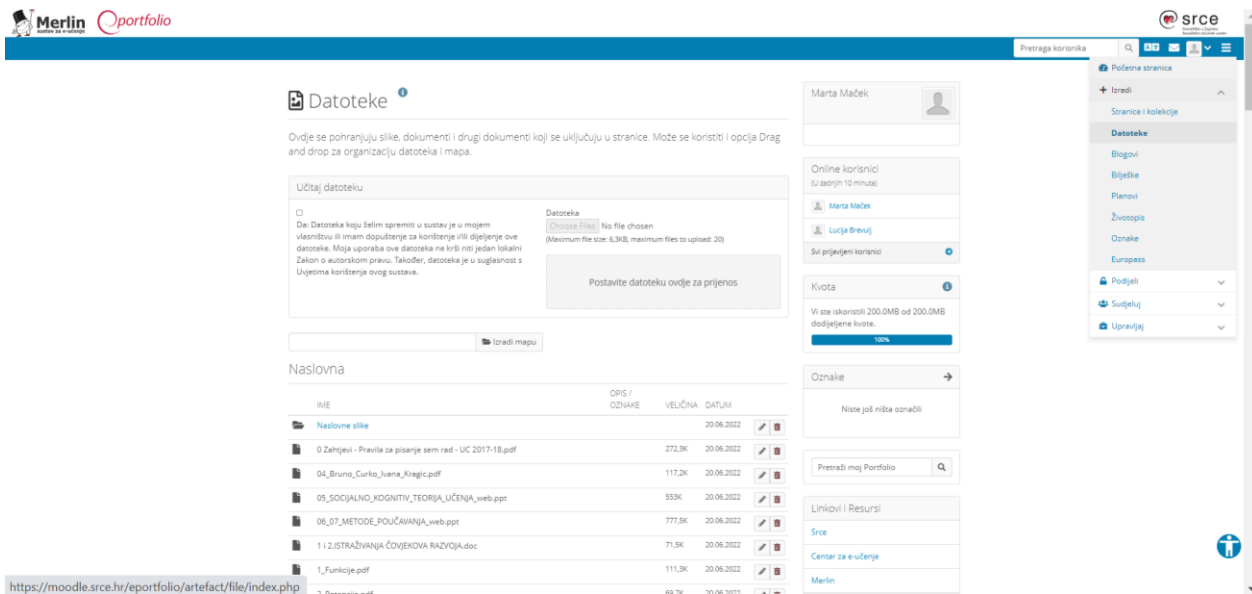 Merlin
sustav za e-učenje
portfolio
srce
Pretraga korisnika
Početna stranica
Izradi
Stranice i kolekcije
Datoteke
Blogovi
Bilješke
Planovi
Životopis
Oznake
Europass
Podijeli
Sudjeluj
Upravljaj
Datoteke
Ovdje se pohranjuju slike, dokumenti i drugi dokumenti koji se uključuju u stranice. Može se koristiti i opcija Drag
and drop za organizaciju datoteka i mapa.
Učitaj datoteku
Da: Datoteka koju želim spremiti u sustav je u mojem
vlasništvu ili imam dopuštenje za korištenje i/ili dijeljenje ove
datoteke. Moja uporaba ove datoteka ne krši niti jedan lokalni
Zakon o autorskom pravu. Također, datoteka je u suglasnost s
Uvjetima korištenja ovog sustava.
Datoteka
Choose Files No file chosen
(Maximum file size: 6,3KB, maximum files to upload: 20)
Postavite datoteku ovdje za prijenos
Izradi mapu
Naslovna
IME OPIS / OZNAKE VELIČINA DATUM
Naslovne slike 20.06.2022
0 Zahtjevi - Pravila za pisanje sem rad - UC 2017-18.pdf 272,3K 20.06.2022
04_Bruno_Curko_Ivana_Kragic.pdf 117,2K 20.06.2022
05_SOCIJALNO_KOGNITIV_TEORIJA_UČENJA_web.ppt 553K 20.06.2022
06_07_METODE_POUČAVANJA_web.ppt 777,5K 20.06.2022
1 i 2.ISTRAŽIVANJA ČOVJEKOVA RAZVOJA.doc 71,5K 20.06.2022
1_Funkcije.pdf 111,3K 20.06.2022
Marta Maček
Online korisnici
(U zadnjih 10 minuta)
Marta Maček
Lucija Brevulj
Svi prijavljeni korisnici
Kvota
Vi ste iskoristili 200.0MB od 200.0MB
dodijeljene kvote.
100%
Oznake
Niste još ništa označili
Pretraži moj Portfolio
Linkovi i Resursi
Srce
Centar za e-učenje
Merlin
https://moodle.srce.hr/eportfolio/artefact/file/index.php